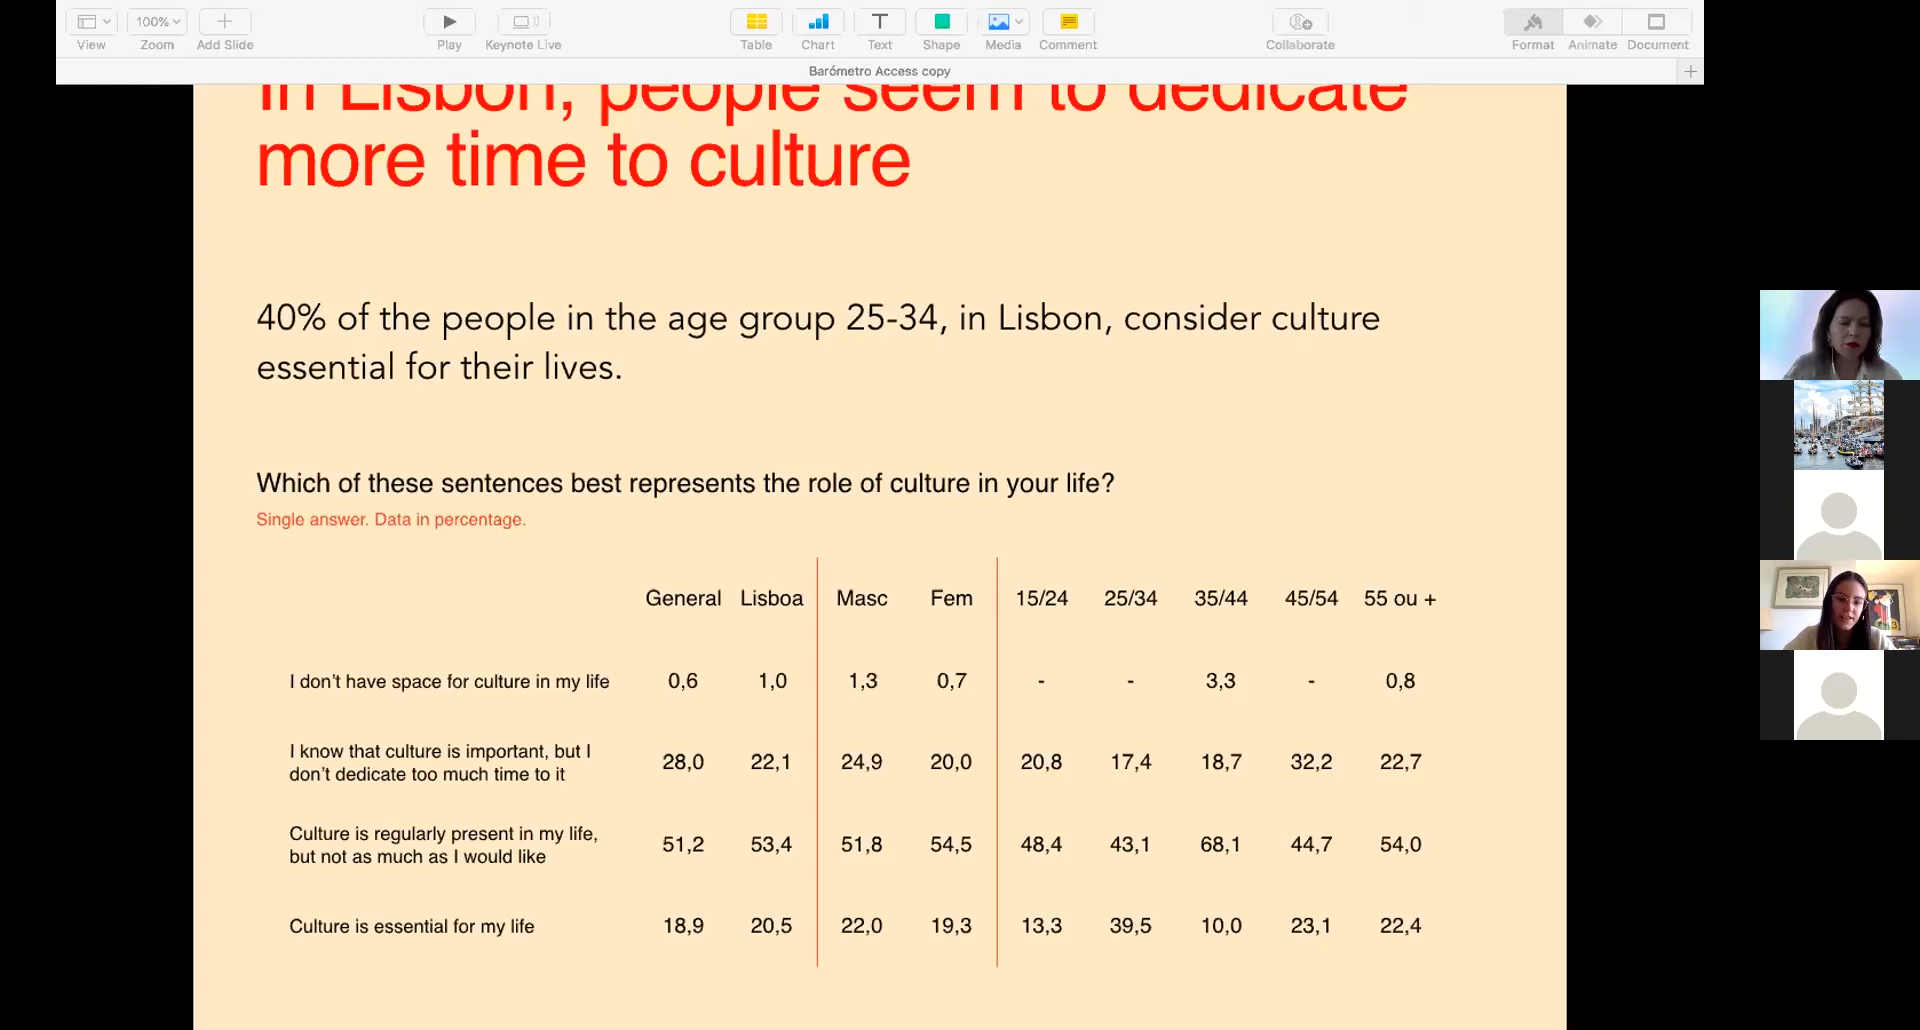 100%
View Zoom Add Slide Play Keynote Live Table Chart Text Shape Media Comment Collaborate Format Animate Document
Barómetro Access copy
In Lisbon, people seem to dedicate
more time to culture
40% of the people in the age group 25-34, in Lisbon, consider culture
essential for their lives.
Which of these sentences best represents the role of culture in your life?
Single answer. Data in percentage.
General Lisboa Masc Fem 15/24 25/34 35/44 45/54 55 ou +
I don't have space for culture in my life 0,6 1,0 1,3 0,7 - - 3,3 - 0,8
I know that culture is important, but I
don't dedicate too much time to it 28,0 22,1 24,9 20,0 20,8 17,4 18,7 32,2 22,7
Culture is regularly present in my life,
but not as much as I would like 51,2 53,4 51,8 54,5 48,4 43,1 68,1 44,7 54,0
Culture is essential for my life 18,9 20,5 22,0 19,3 13,3 39,5 10,0 23,1 22,4